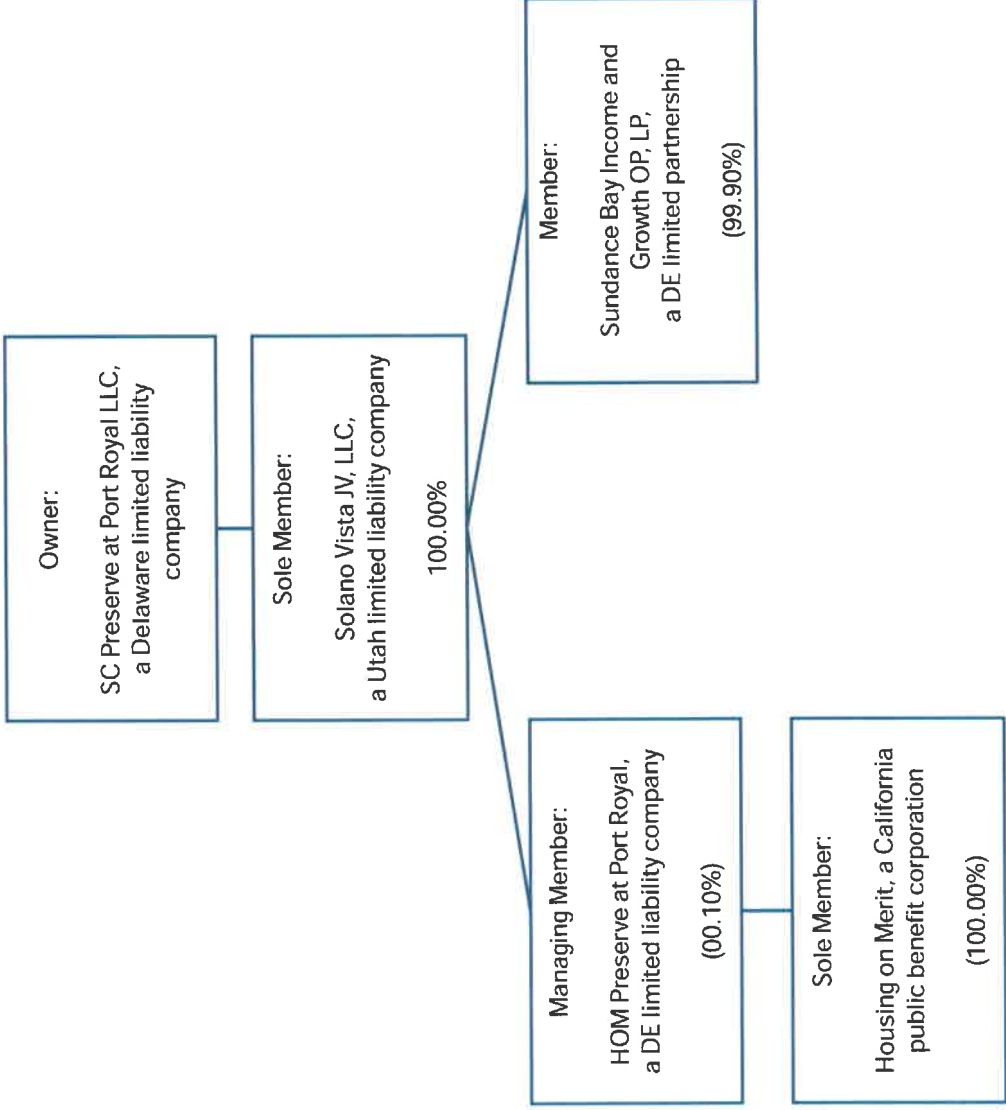 Owner:
SC Preserve at Port Royal LLC,
a Delaware limited liability
company
Sole Member:
Solano Vista JV, LLC,
a Utah limited liability company
100.00%
Managing Member:
HOM Preserve at Port Royal,
a DE limited liability company
(00.10%)
Sole Member:
Housing on Merit, a California
public benefit corporation
(100.00%)
Member:
Sundance Bay Income and
Growth OP, LP,
a DE limited partnership
(99.90%)